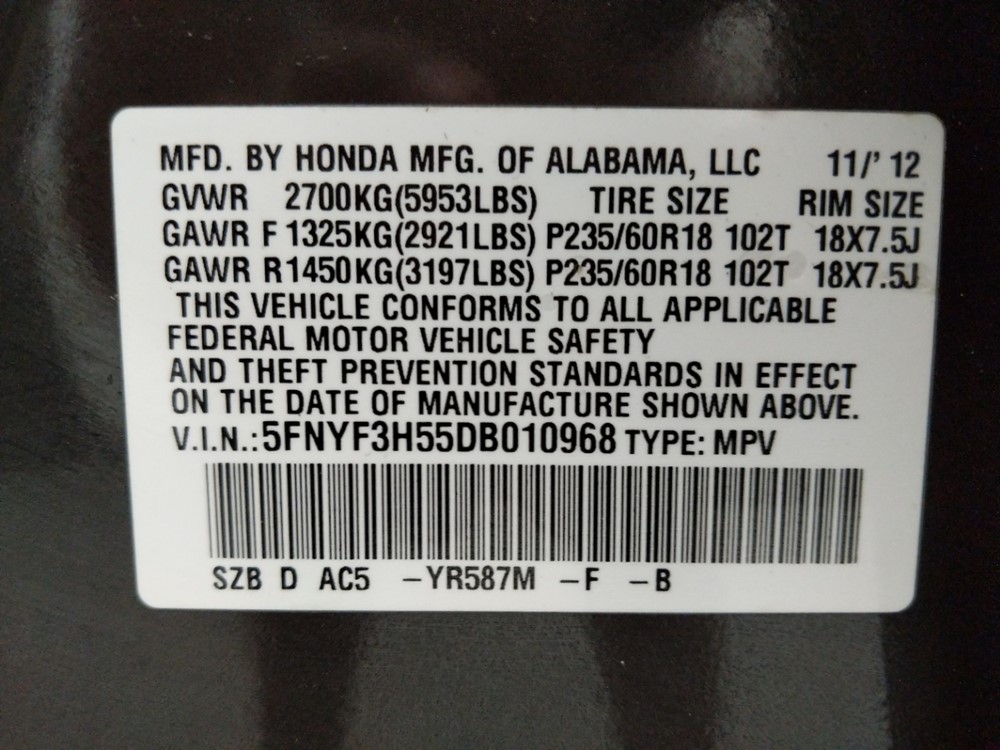 MFD. BY HONDA MFG. OF ALABAMA, LLC 11/' 12
GVWR 2700KG(5953LBS) TIRE SIZE RIM SIZE
GAWR F 1325KG(2921LBS) P235/60R18 102T 18X7.5J
GAWR R1450KG(3197LBS) P235/60R18 102T 18X7.5J
THIS VEHICLE CONFORMS TO ALL APPLICABLE
FEDERAL MOTOR VEHICLE SAFETY
AND THEFT PREVENTION STANDARDS IN EFFECT
ON THE DATE OF MANUFACTURE SHOWN ABOVE.
V.I.N.:5FNYF3H55DB010968 TYPE: MPV
SZB D AC5 -YR587M -F -B